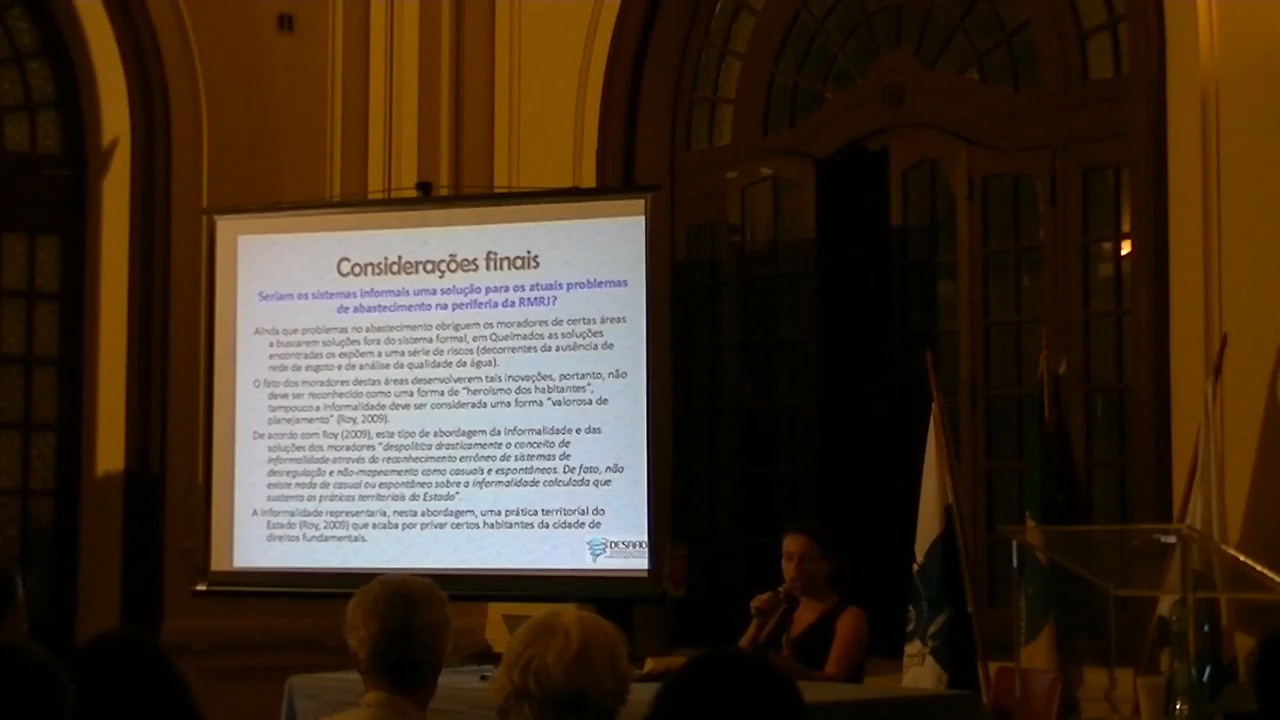 Considerações finais
Seriam os sistemas informais uma solução para os atuais problemas
de abastecimento na periferia da RMRJ?
Ainda que problemas no abastecimento obriguem os moradores de certas áreas
a buscarem soluções fora do sistema formal, em Queimados as soluções
encontradas os expõem a uma série de riscos (decorrentes da ausência de
rede de esgoto e de análise da qualidade da água).
O fato dos moradores destas áreas desenvolverem tais inovações, portanto, não
deve ser reconhecido como uma forma de "heroísmo dos habitantes",
tampouco a informalidade deve ser considerada uma forma "valorosa de
planejamento" (Roy, 2009).
De acordo com Roy (2009), este tipo de abordagem da informalidade e das
soluções dos moradores "despolitiza drasticamente o conceito de
informalidade através do reconhecimento errôneo de sistemas de
desregulação e não-mapeamento como casuais e espontâneos. De fato, não
existe nada de casual ou espontâneo sobre a informalidade calculada que
sustenta as práticas territoriais do Estado".
A informalidade representaria, nesta abordagem, uma prática territorial do
Estado (Roy, 2009) que acaba por privar certos habitantes da cidade de
direitos fundamentais.
DESAFIO